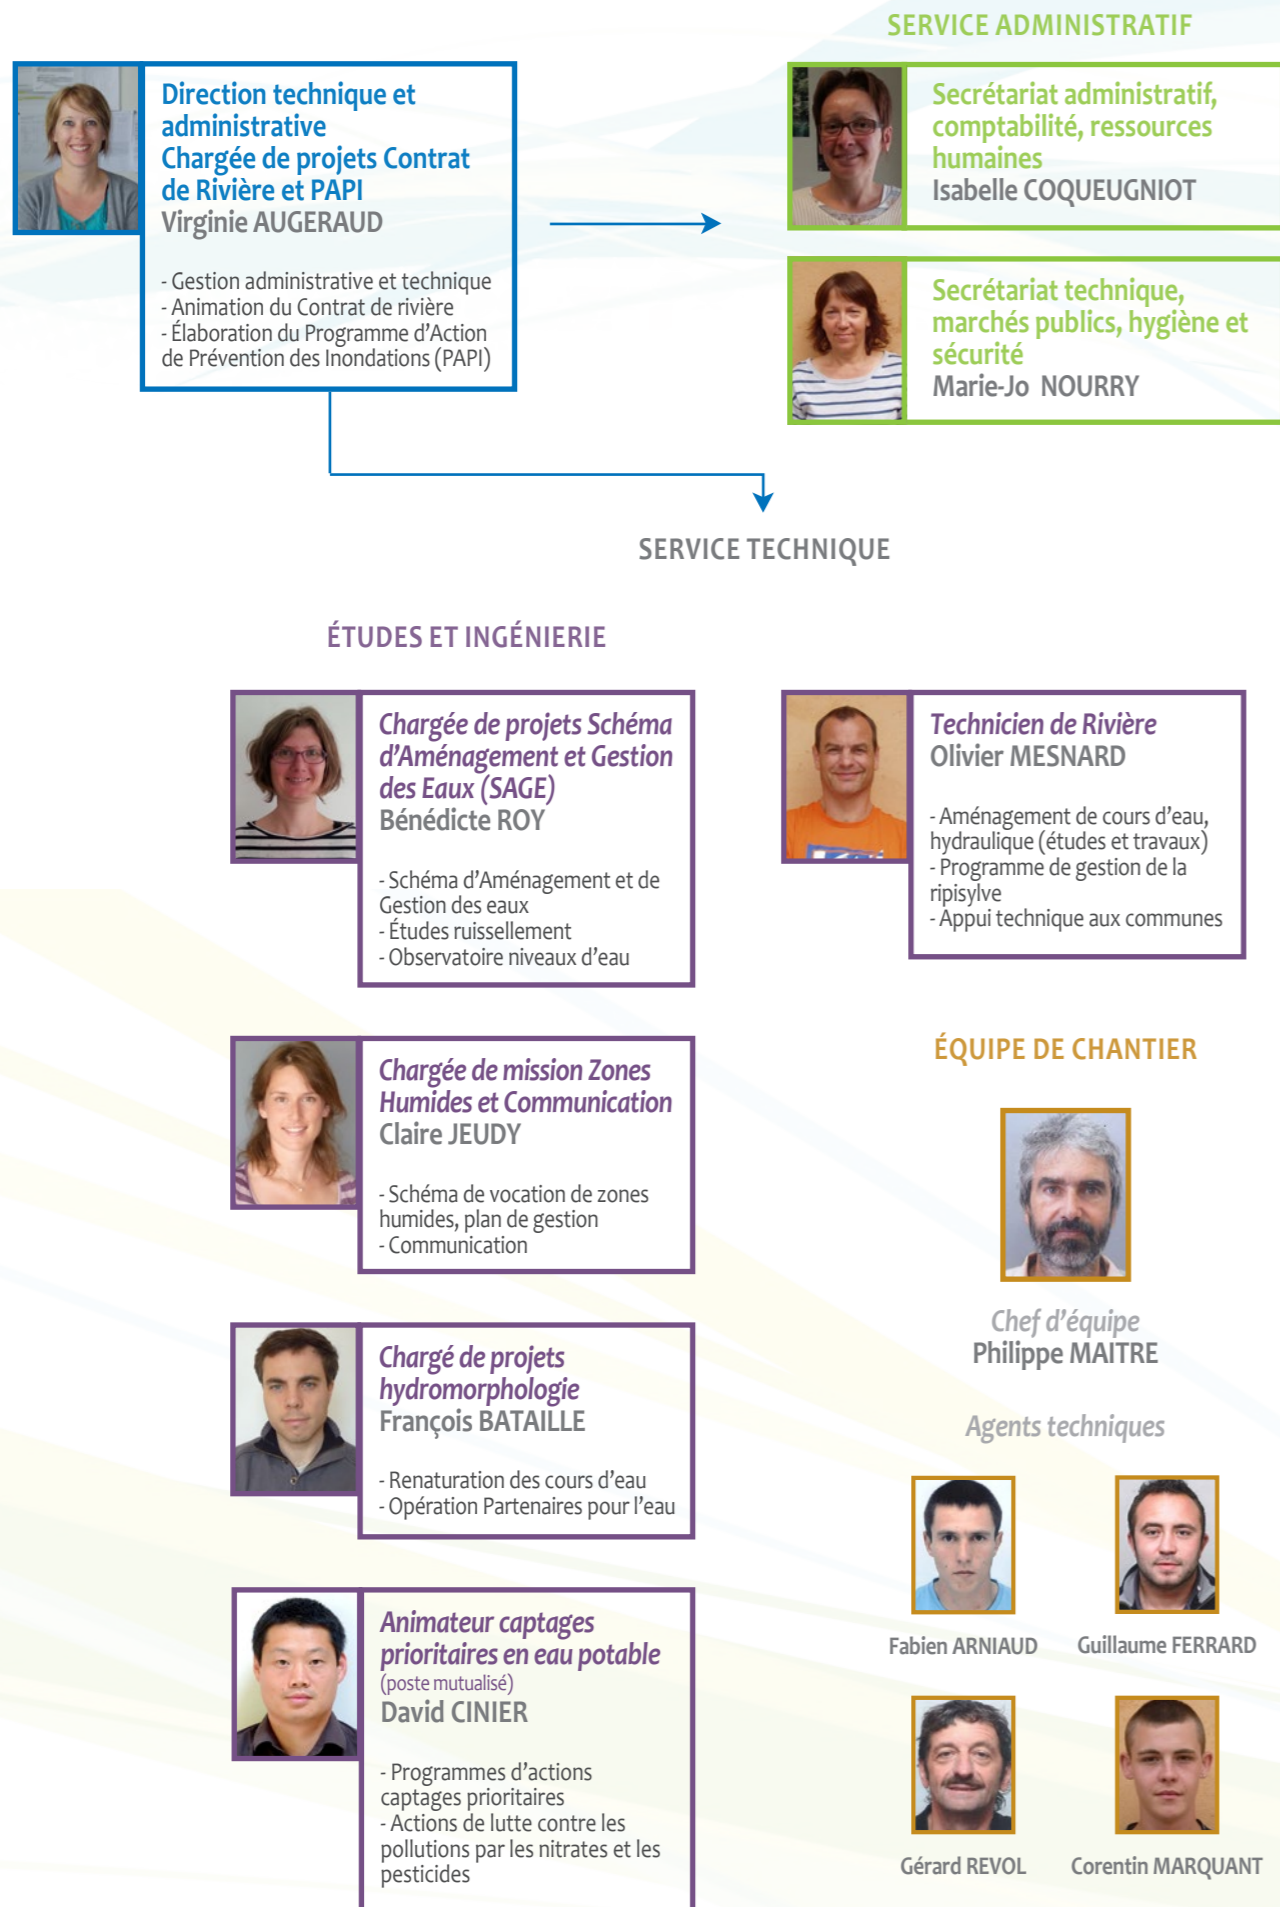 SERVICE ADMINISTRATIF
Direction technique et
administrative
Chargée de projets Contrat
de Rivière et PAPI
Virginie AUGERAUD
- Gestion administrative et technique
- Animation du Contrat de rivière
- Élaboration du Programme d'Action
de Prévention des Inondations (PAPI)
Secrétariat administratif,
comptabilité, ressources
humaines
Isabelle COQUEUGNIOT
Secrétariat technique,
marchés publics, hygiène et
sécurité
Marie-Jo NOURRY
SERVICE TECHNIQUE
ÉTUDES ET INGÉNIERIE
Chargée de projets Schéma
d'Aménagement et Gestion
des Eaux (SAGE)
Bénédicte ROY
- Schéma d'Aménagement et de
Gestion des eaux
- Études ruissellement
- Observatoire niveaux d'eau
Technicien de Rivière
Olivier MESNARD
- Aménagement de cours d'eau,
hydraulique (études et travaux)
- Programme de gestion de la
ripisylve
- Appui technique aux communes
Chargée de mission Zones
Humides et Communication
Claire JEUDY
- Schéma de vocation de zones
humides, plan de gestion
- Communication
Chargé de projets
hydromorphologie
François BATAILLE
- Renaturation des cours d'eau
- Opération Partenaires pour l'eau
Animateur captages
prioritaires en eau potable
(poste mutualisé)
David CINIER
- Programmes d'actions
captages prioritaires
- Actions de lutte contre les
pollutions par les nitrates et les
pesticides
ÉQUIPE DE CHANTIER
Chef d'équipe
Philippe MAITRE
Agents techniques
Fabien ARNIAUD
Guillaume FERRARD
Gérard REVOL
Corentin MARQUANT